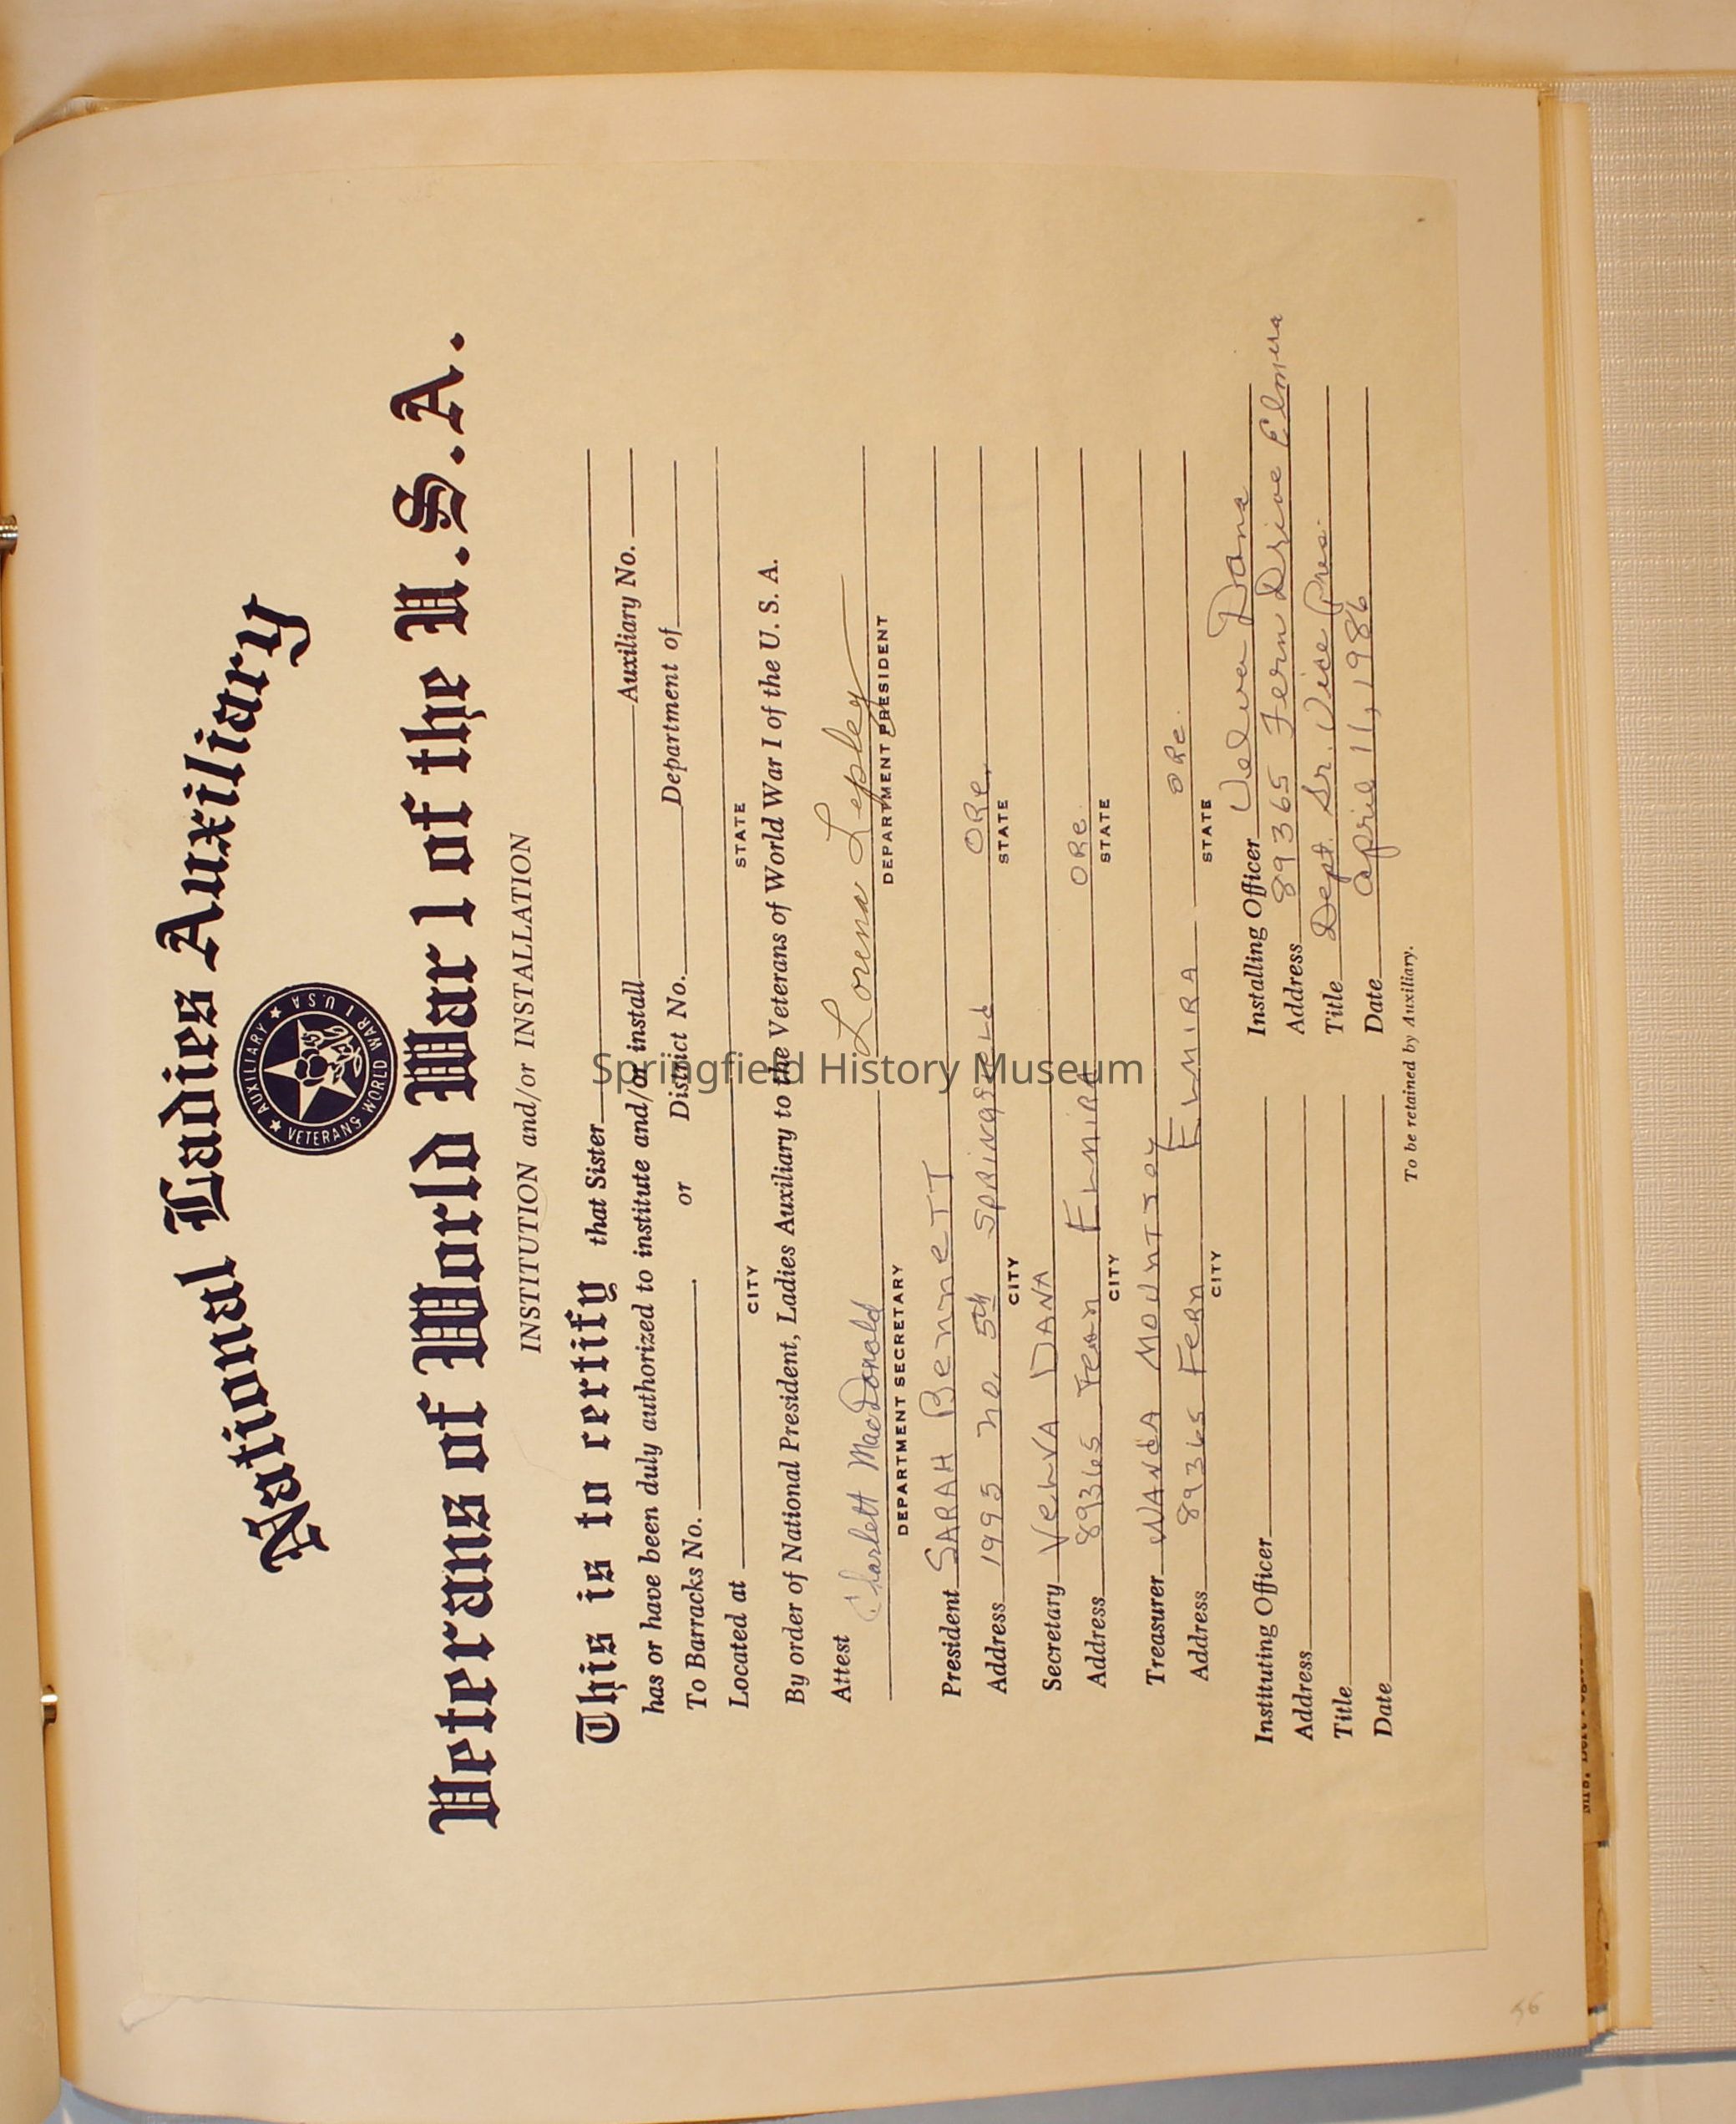 National Ladies Auxiliary
★ AUXILIARY ★ VETERANS WORLD WAR I U.S.A.
Veterans of World War 1 of the U.S.A.
INSTITUTION and/or INSTALLATION
This is to certify that Sister
has or have been duly authorized to institute and/or install Auxiliary No.
To Barracks No. . or District No. Department of
Located at
CITY STATE
By order of National President, Ladies Auxiliary to the Veterans of World War I of the U. S. A.
Attest Charlett MacDonald Lorena Lepley
DEPARTMENT SECRETARY DEPARTMENT PRESIDENT
President SARAH BenneTT
Address 1995 no. 5th SPRINGFIELd ORe.
CITY STATE
Secretary VeLVA DANA
Address 89365 Fern ELMIRA ORe.
CITY STATE
Treasurer WANdA MOUNTJOY
Address 89365 Fern ELMIRA ORe.
CITY STATE
Instituting Officer
Address
Title
Date
Installing Officer Velva Dana
Address 89365 Fern Drive Elmira
Title Dept. Sr. Vice Pres.
Date April 11, 1986
To be retained by Auxiliary.
Springfield History Museum